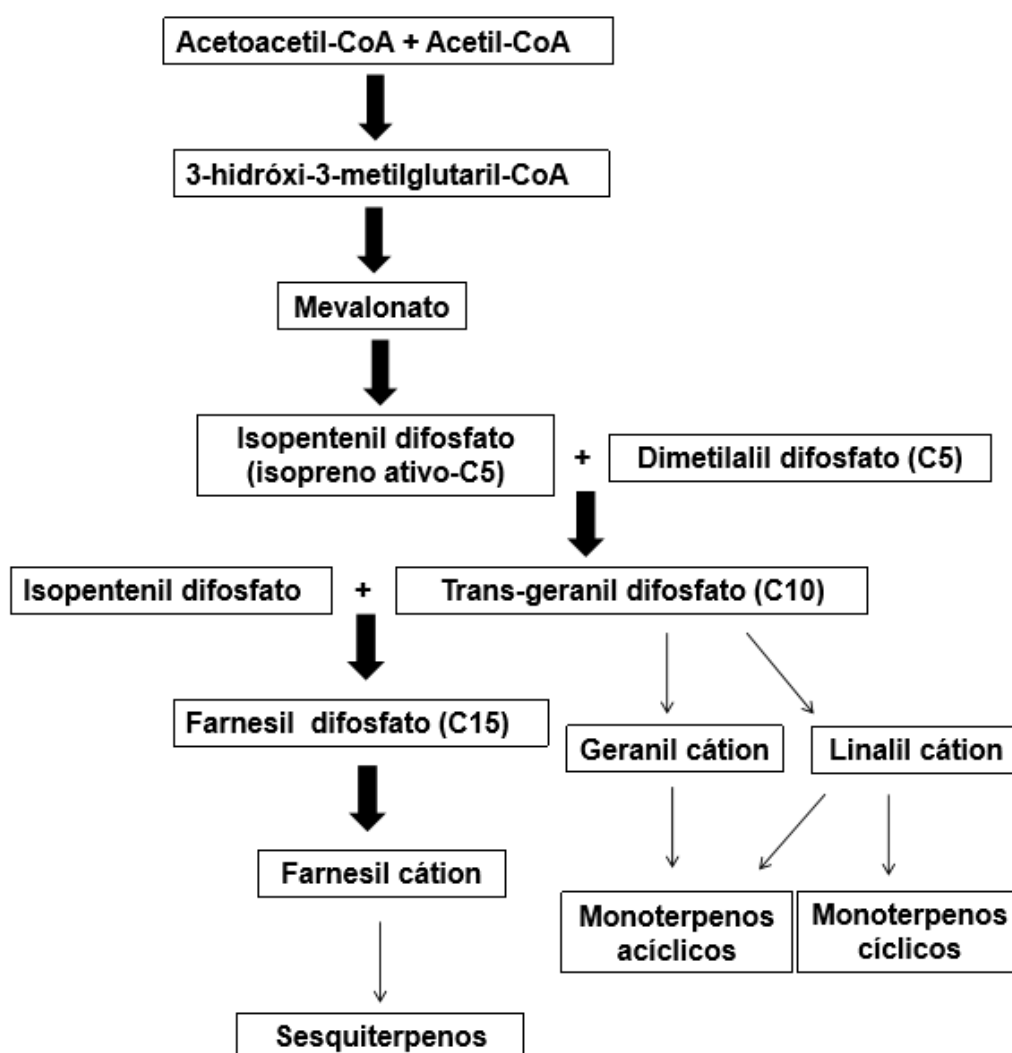 Acetoacetil-CoA + Acetil-CoA
3-hidróxi-3-metilglutaril-CoA
Mevalonato
Isopentenil difosfato
(isopreno ativo-C5)
+
Dimetilalil difosfato (C5)
Isopentenil difosfato
+
Trans-geranil difosfato (C10)
Farnesil difosfato (C15)
Geranil cátion
Linalil cátion
Farnesil cátion
Monoterpenos
acíclicos
Monoterpenos
cíclicos
Sesquiterpenos